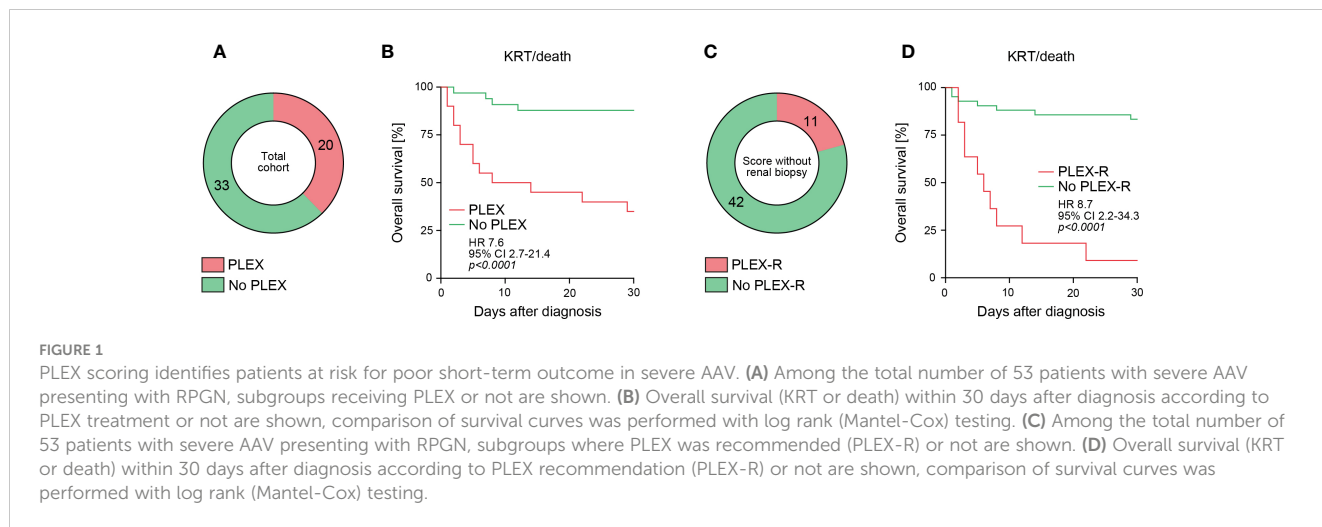 A
Total
cohort
20
33
PLEX
No PLEX
B
KRT/death
Overall survival [%]
100
75
50
25
0
PLEX
No PLEX
HR 7.6
95% CI 2.7-21.4
p<0.0001
0 10 20 30
Days after diagnosis
C
Score without
renal biopsy
11
42
PLEX-R
No PLEX-R
D
KRT/death
Overall survival [%]
100
75
50
25
0
PLEX-R
No PLEX-R
HR 8.7
95% CI 2.2-34.3
p<0.0001
0 10 20 30
Days after diagnosis
FIGURE 1
PLEX scoring identifies patients at risk for poor short-term outcome in severe AAV. (A) Among the total number of 53 patients with severe AAV
presenting with RPGN, subgroups receiving PLEX or not are shown. (B) Overall survival (KRT or death) within 30 days after diagnosis according to
PLEX treatment or not are shown, comparison of survival curves was performed with log rank (Mantel-Cox) testing. (C) Among the total number of
53 patients with severe AAV presenting with RPGN, subgroups where PLEX was recommended (PLEX-R) or not are shown. (D) Overall survival (KRT
or death) within 30 days after diagnosis according to PLEX recommendation (PLEX-R) or not are shown, comparison of survival curves was
performed with log rank (Mantel-Cox) testing.